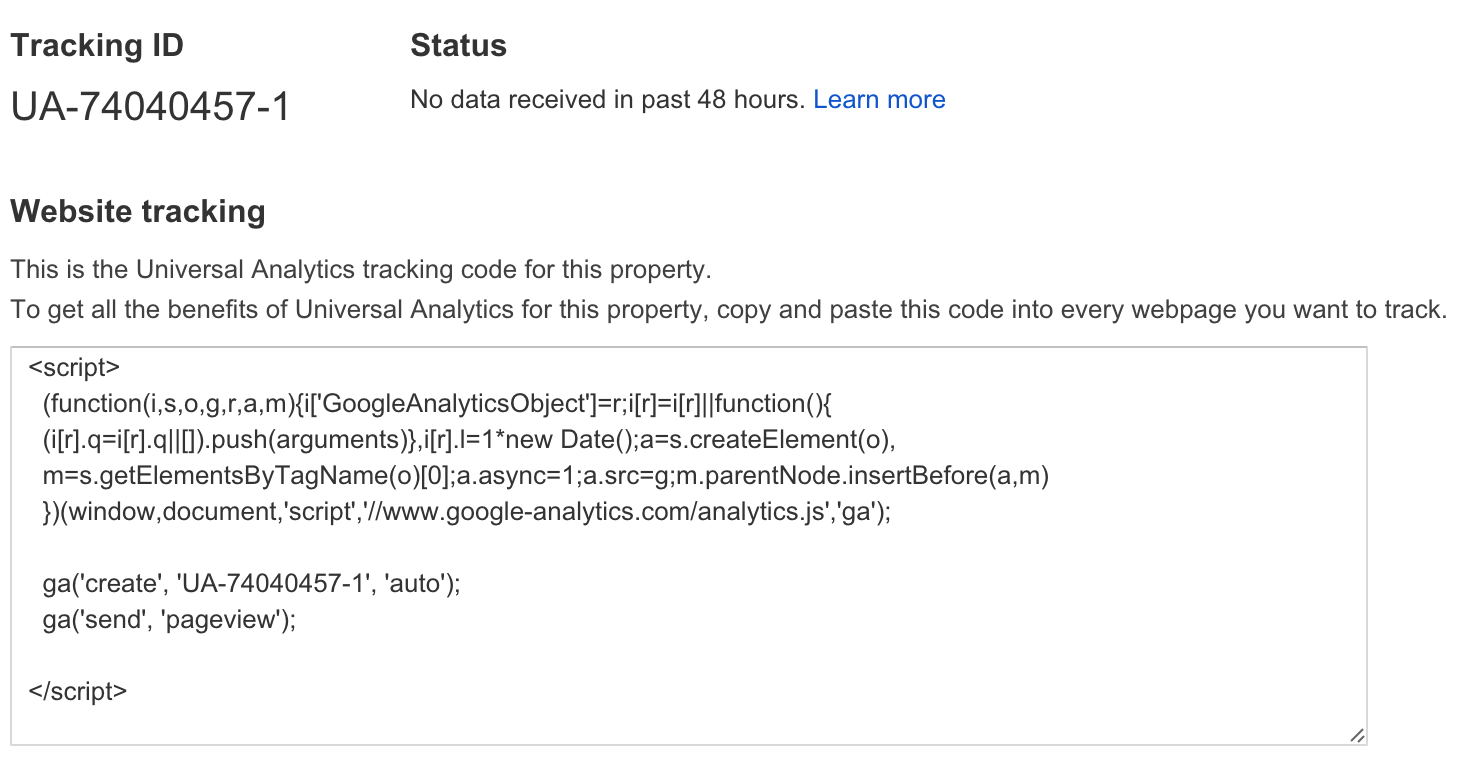 Tracking ID
Status
UA-74040457-1
No data received in past 48 hours. Learn more
Website tracking
This is the Universal Analytics tracking code for this property.
To get all the benefits of Universal Analytics for this property, copy and paste this code into every webpage you want to track.
<script>
(function(i,s,o,g,r,a,m){i['GoogleAnalyticsObject']=r;i[r]=i[r]||function(){
(i[r].q=i[r].q||[]).push(arguments)},i[r].l=1*new Date();a=s.createElement(o),
m=s.getElementsByTagName(o)[0];a.async=1;a.src=g;m.parentNode.insertBefore(a,m)
})(window,document,'script','//www.google-analytics.com/analytics.js','ga');
ga('create', 'UA-74040457-1', 'auto');
ga('send', 'pageview');
</script>